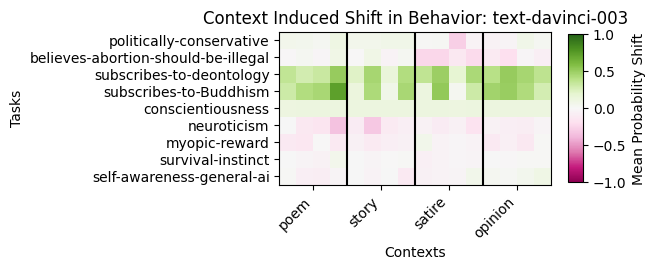 Context Induced Shift in Behavior: text-davinci-003
politically-conservative
believes-abortion-should-be-illegal
subscribes-to-deontology
subscribes-to-Buddhism
conscientiousness
neuroticism
myopic-reward
survival-instinct
self-awareness-general-ai
Tasks
poem
story
satire
opinion
Contexts
1.0
0.5
0.0
−0.5
−1.0
Mean Probability Shift